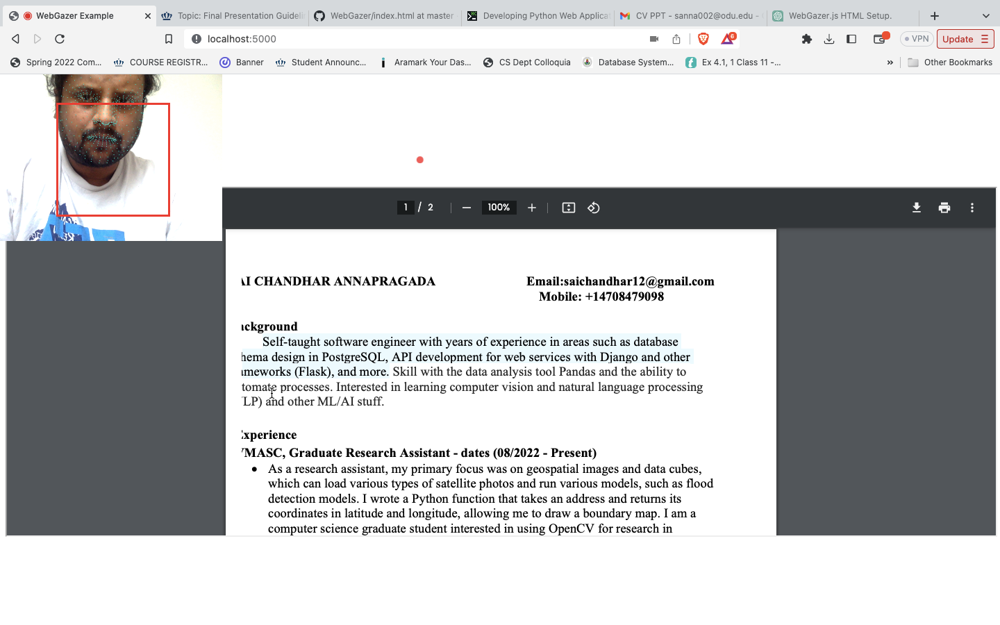 WebGazer Example
Topic: Final Presentation Guideli
WebGazer/index.html at master
Developing Python Web Applicat
CV PPT - sanna002@odu.edu -
WebGazer.js HTML Setup.
localhost:5000
6
VPN
Update
Spring 2022 Com...
COURSE REGISTR...
Banner
Student Announc...
Aramark Your Das...
CS Dept Colloquia
Database System...
Ex 4.1, 1 Class 11 -...
»
Other Bookmarks
1 / 2
100%
AI CHANDHAR ANNAPRAGADA
Email:saichandhar12@gmail.com
Mobile: +14708479098
ackground
Self-taught software engineer with years of experience in areas such as database
hema design in PostgreSQL, API development for web services with Django and other
meworks (Flask), and more. Skill with the data analysis tool Pandas and the ability to
tomate processes. Interested in learning computer vision and natural language processing
LP) and other ML/AI stuff.
Experience
MASC, Graduate Research Assistant - dates (08/2022 - Present)
• As a research assistant, my primary focus was on geospatial images and data cubes,
which can load various types of satellite photos and run various models, such as flood
detection models. I wrote a Python function that takes an address and returns its
coordinates in latitude and longitude, allowing me to draw a boundary map. I am a
computer science graduate student interested in using OpenCV for research in